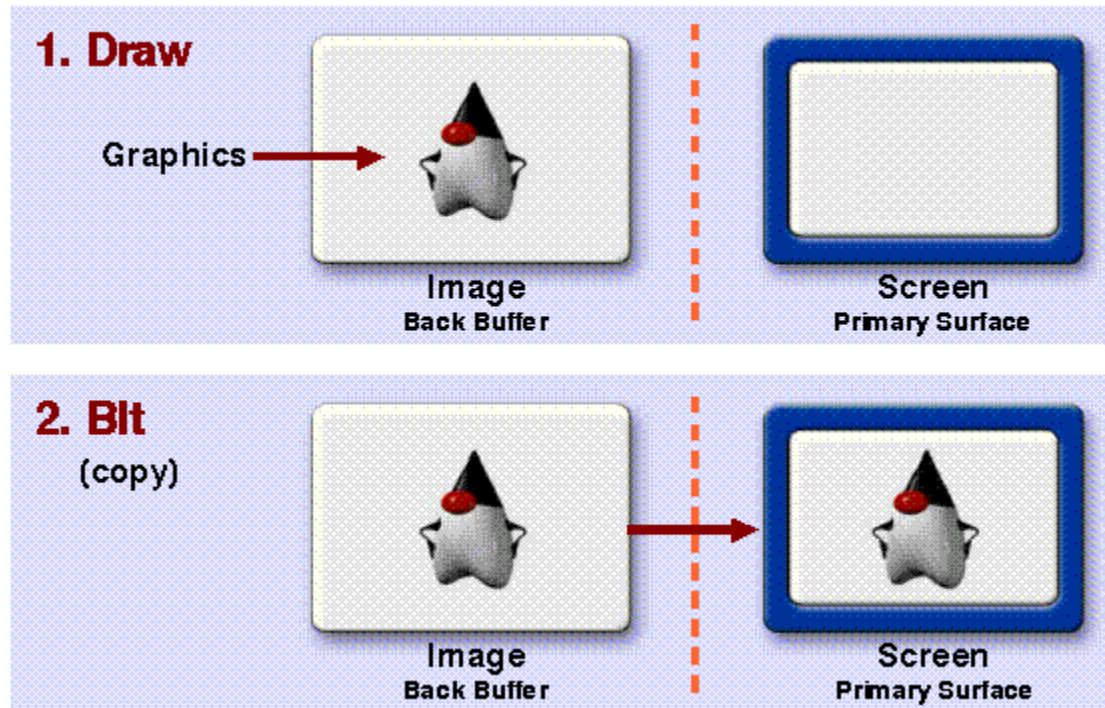 1. Draw
Graphics
Image
Back Buffer
Screen
Primary Surface
2. Blt
(copy)
Image
Back Buffer
Screen
Primary Surface